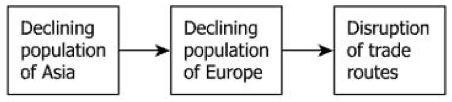 Declining
population
of Asia
Declining
population
of Europe
Disruption
of trade
routes